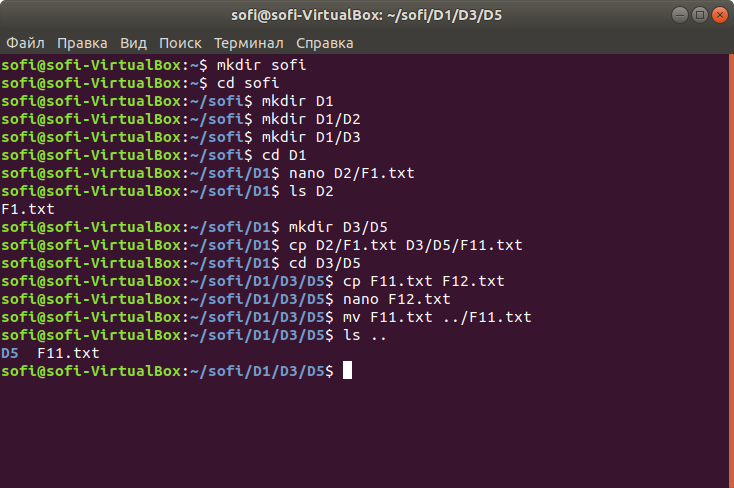 sofi@sofi-VirtualBox: ~/sofi/D1/D3/D5
Файл Правка Вид Поиск Терминал Справка
sofi@sofi-VirtualBox:~$ mkdir sofi
sofi@sofi-VirtualBox:~$ cd sofi
sofi@sofi-VirtualBox:~/sofi$ mkdir D1
sofi@sofi-VirtualBox:~/sofi$ mkdir D1/D2
sofi@sofi-VirtualBox:~/sofi$ mkdir D1/D3
sofi@sofi-VirtualBox:~/sofi$ cd D1
sofi@sofi-VirtualBox:~/sofi/D1$ nano D2/F1.txt
sofi@sofi-VirtualBox:~/sofi/D1$ ls D2
F1.txt
sofi@sofi-VirtualBox:~/sofi/D1$ mkdir D3/D5
sofi@sofi-VirtualBox:~/sofi/D1$ cp D2/F1.txt D3/D5/F11.txt
sofi@sofi-VirtualBox:~/sofi/D1$ cd D3/D5
sofi@sofi-VirtualBox:~/sofi/D1/D3/D5$ cp F11.txt F12.txt
sofi@sofi-VirtualBox:~/sofi/D1/D3/D5$ nano F12.txt
sofi@sofi-VirtualBox:~/sofi/D1/D3/D5$ mv F11.txt ../F11.txt
sofi@sofi-VirtualBox:~/sofi/D1/D3/D5$ ls ..
D5  F11.txt
sofi@sofi-VirtualBox:~/sofi/D1/D3/D5$